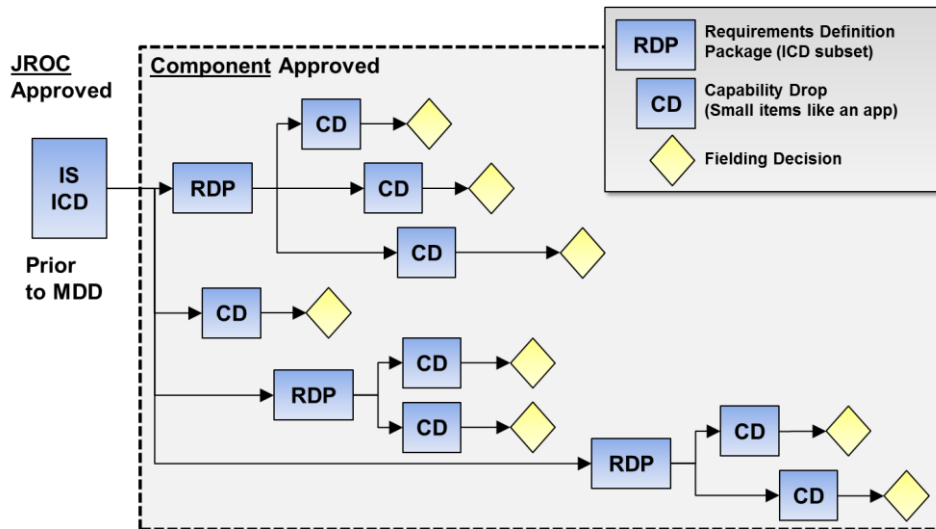 JROC
Approved
IS
ICD
Prior
to MDD
Component Approved
RDP
Requirements Definition
Package (ICD subset)
CD
Capability Drop
(Small items like an app)
Fielding Decision
CD
RDP
CD
CD
CD
CD
RDP
CD
CD
RDP
CD